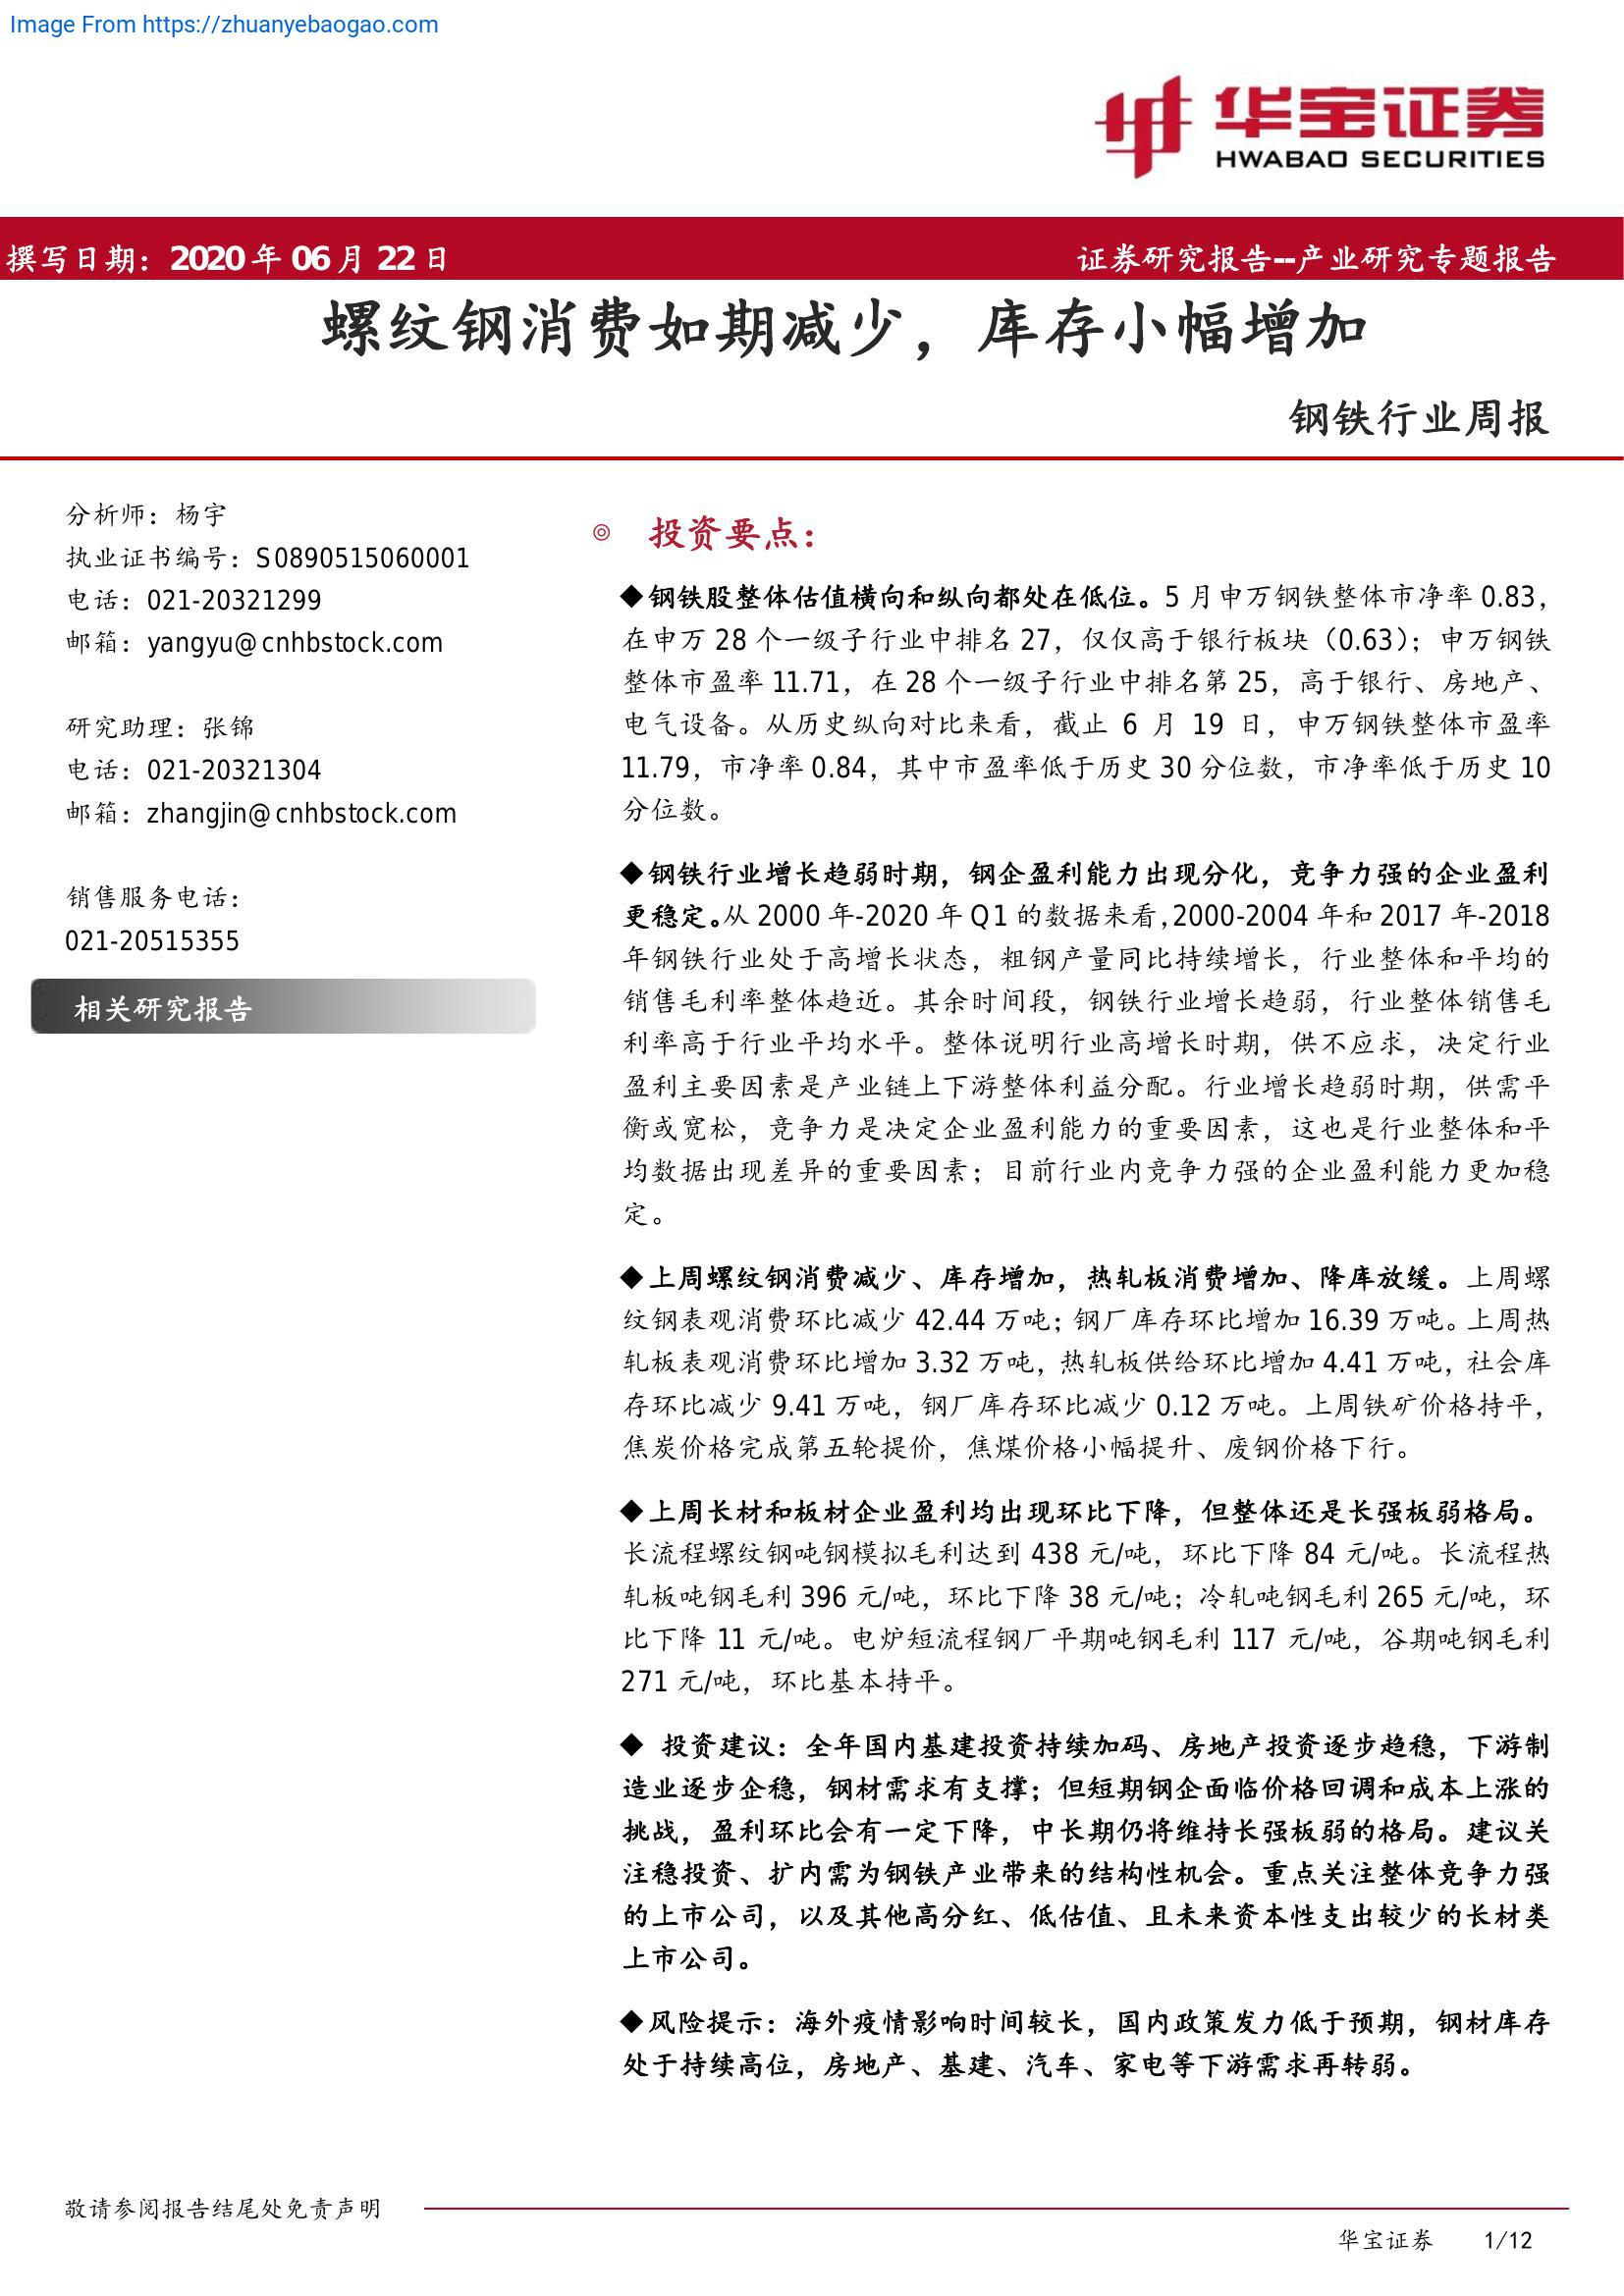 Image From https://zhuanyebaogao.com
华宝证券
HWABAO SECURITIES
撰写日期：2020 年 06 月 22 日
证券研究报告--产业研究专题报告
螺纹钢消费如期减少，库存小幅增加
钢铁行业周报
分析师：杨宇
执业证书编号：S0890515060001
电话：021-20321299
邮箱：yangyu@cnhbstock.com
研究助理：张锦
电话：021-20321304
邮箱：zhangjin@cnhbstock.com
销售服务电话：
021-20515355
相关研究报告
◎ 投资要点：
◆钢铁股整体估值横向和纵向都处在低位。5 月申万钢铁整体市净率 0.83，
在申万 28 个一级子行业中排名 27，仅仅高于银行板块（0.63）；申万钢铁
整体市盈率 11.71，在 28 个一级子行业中排名第 25，高于银行、房地产、
电气设备。从历史纵向对比来看，截止 6 月 19 日，申万钢铁整体市盈率
11.79，市净率 0.84，其中市盈率低于历史 30 分位数，市净率低于历史 10
分位数。
◆钢铁行业增长趋弱时期，钢企盈利能力出现分化，竞争力强的企业盈利
更稳定。从 2000 年-2020 年 Q1 的数据来看，2000-2004 年和 2017 年-2018
年钢铁行业处于高增长状态，粗钢产量同比持续增长，行业整体和平均的
销售毛利率整体趋近。其余时间段，钢铁行业增长趋弱，行业整体销售毛
利率高于行业平均水平。整体说明行业高增长时期，供不应求，决定行业
盈利主要因素是产业链上下游整体利益分配。行业增长趋弱时期，供需平
衡或宽松，竞争力是决定企业盈利能力的重要因素，这也是行业整体和平
均数据出现差异的重要因素；目前行业内竞争力强的企业盈利能力更加稳
定。
◆上周螺纹钢消费减少、库存增加，热轧板消费增加、降库放缓。上周螺
纹钢表观消费环比减少 42.44 万吨；钢厂库存环比增加 16.39 万吨。上周热
轧板表观消费环比增加 3.32 万吨，热轧板供给环比增加 4.41 万吨，社会库
存环比减少 9.41 万吨，钢厂库存环比减少 0.12 万吨。上周铁矿价格持平，
焦炭价格完成第五轮提价，焦煤价格小幅提升、废钢价格下行。
◆上周长材和板材企业盈利均出现环比下降，但整体还是长强板弱格局。
长流程螺纹钢吨钢模拟毛利达到 438 元/吨，环比下降 84 元/吨。长流程热
轧板吨钢毛利 396 元/吨，环比下降 38 元/吨；冷轧吨钢毛利 265 元/吨，环
比下降 11 元/吨。电炉短流程钢厂平期吨钢毛利 117 元/吨，谷期吨钢毛利
271 元/吨，环比基本持平。
◆ 投资建议：全年国内基建投资持续加码、房地产投资逐步趋稳，下游制
造业逐步企稳，钢材需求有支撑；但短期钢企面临价格回调和成本上涨的
挑战，盈利环比会有一定下降，中长期仍将维持长强板弱的格局。建议关
注稳投资、扩内需为钢铁产业带来的结构性机会。重点关注整体竞争力强
的上市公司，以及其他高分红、低估值、且未来资本性支出较少的长材类
上市公司。
◆风险提示：海外疫情影响时间较长，国内政策发力低于预期，钢材库存
处于持续高位，房地产、基建、汽车、家电等下游需求再转弱。
敬请参阅报告结尾处免责声明
华宝证券 1/12